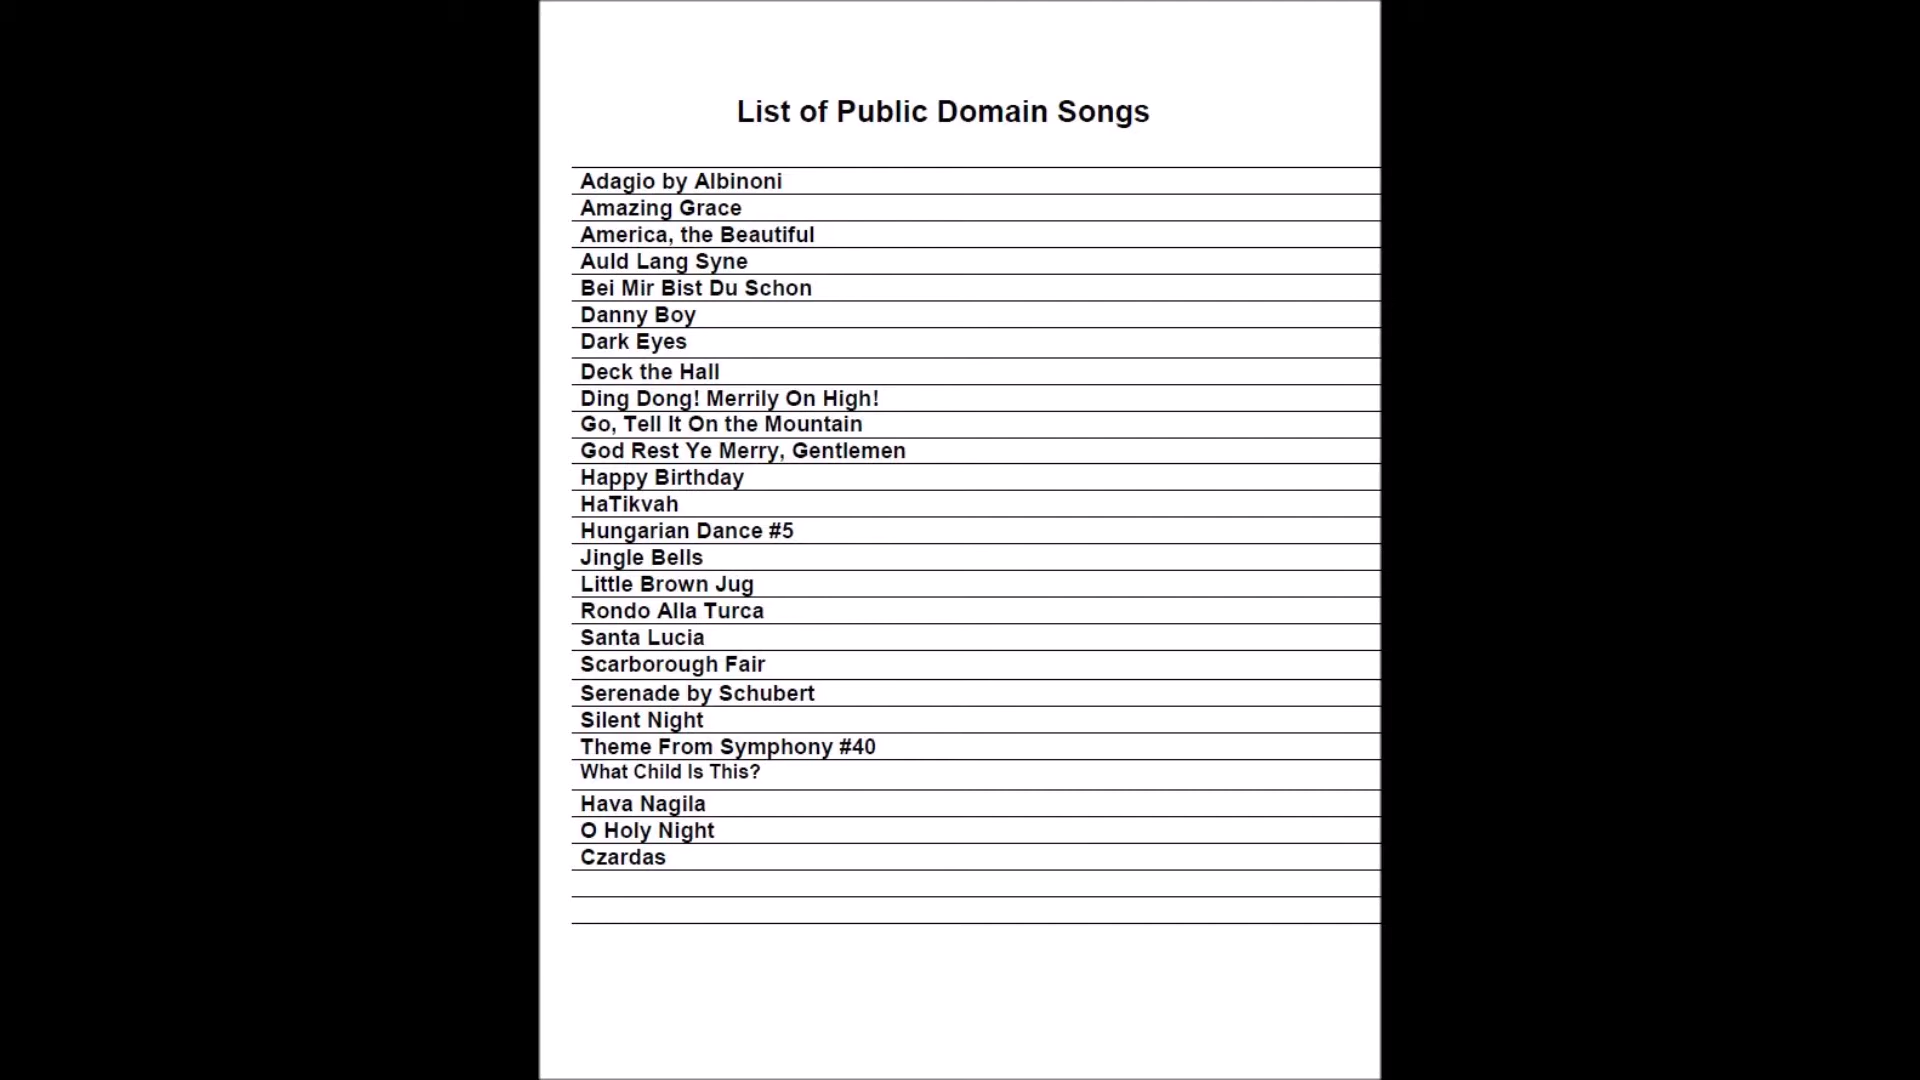 List of Public Domain Songs
Adagio by Albinoni
Amazing Grace
America, the Beautiful
Auld Lang Syne
Bei Mir Bist Du Schon
Danny Boy
Dark Eyes
Deck the Hall
Ding Dong! Merrily On High!
Go, Tell It On the Mountain
God Rest Ye Merry, Gentlemen
Happy Birthday
HaTikvah
Hungarian Dance #5
Jingle Bells
Little Brown Jug
Rondo Alla Turca
Santa Lucia
Scarborough Fair
Serenade by Schubert
Silent Night
Theme From Symphony #40
What Child Is This?
Hava Nagila
O Holy Night
Czardas